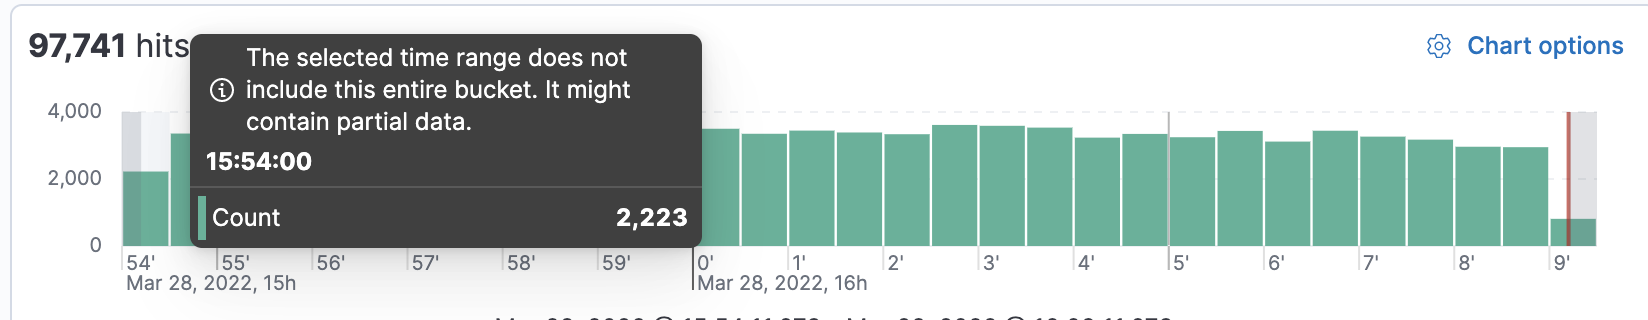 97,741 hits
Chart options
The selected time range does not
include this entire bucket. It might
contain partial data.
15:54:00
Count 2,223
4,000
2,000
0
54' 55' 56' 57' 58' 59' 0' 1' 2' 3' 4' 5' 6' 7' 8' 9'
Mar 28, 2022, 15h Mar 28, 2022, 16h